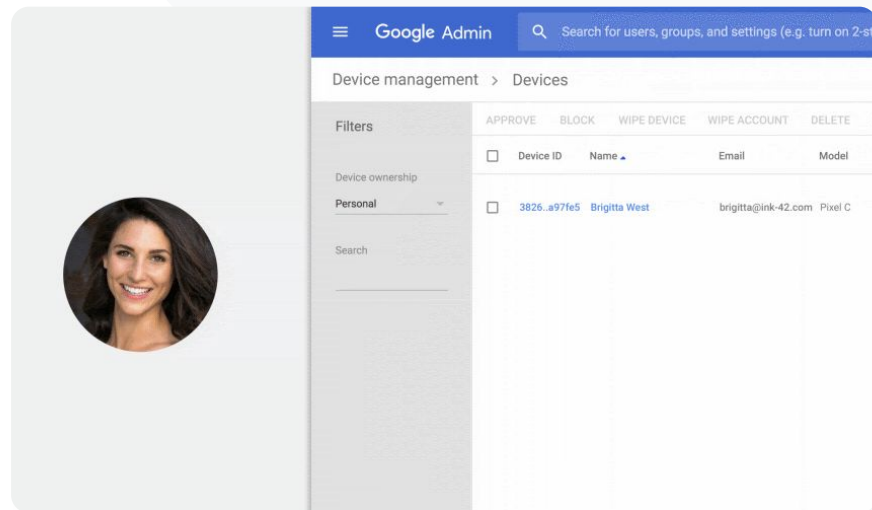 Google Admin
Search for users, groups, and settings (e.g. turn on 2-st
Device management > Devices
Filters
APPROVE BLOCK WIPE DEVICE WIPE ACCOUNT DELETE
Device ID Name Email Model
Device ownership
Personal
3826..a97fe5 Brigitta West brigitta@ink-42.com Pixel C
Search